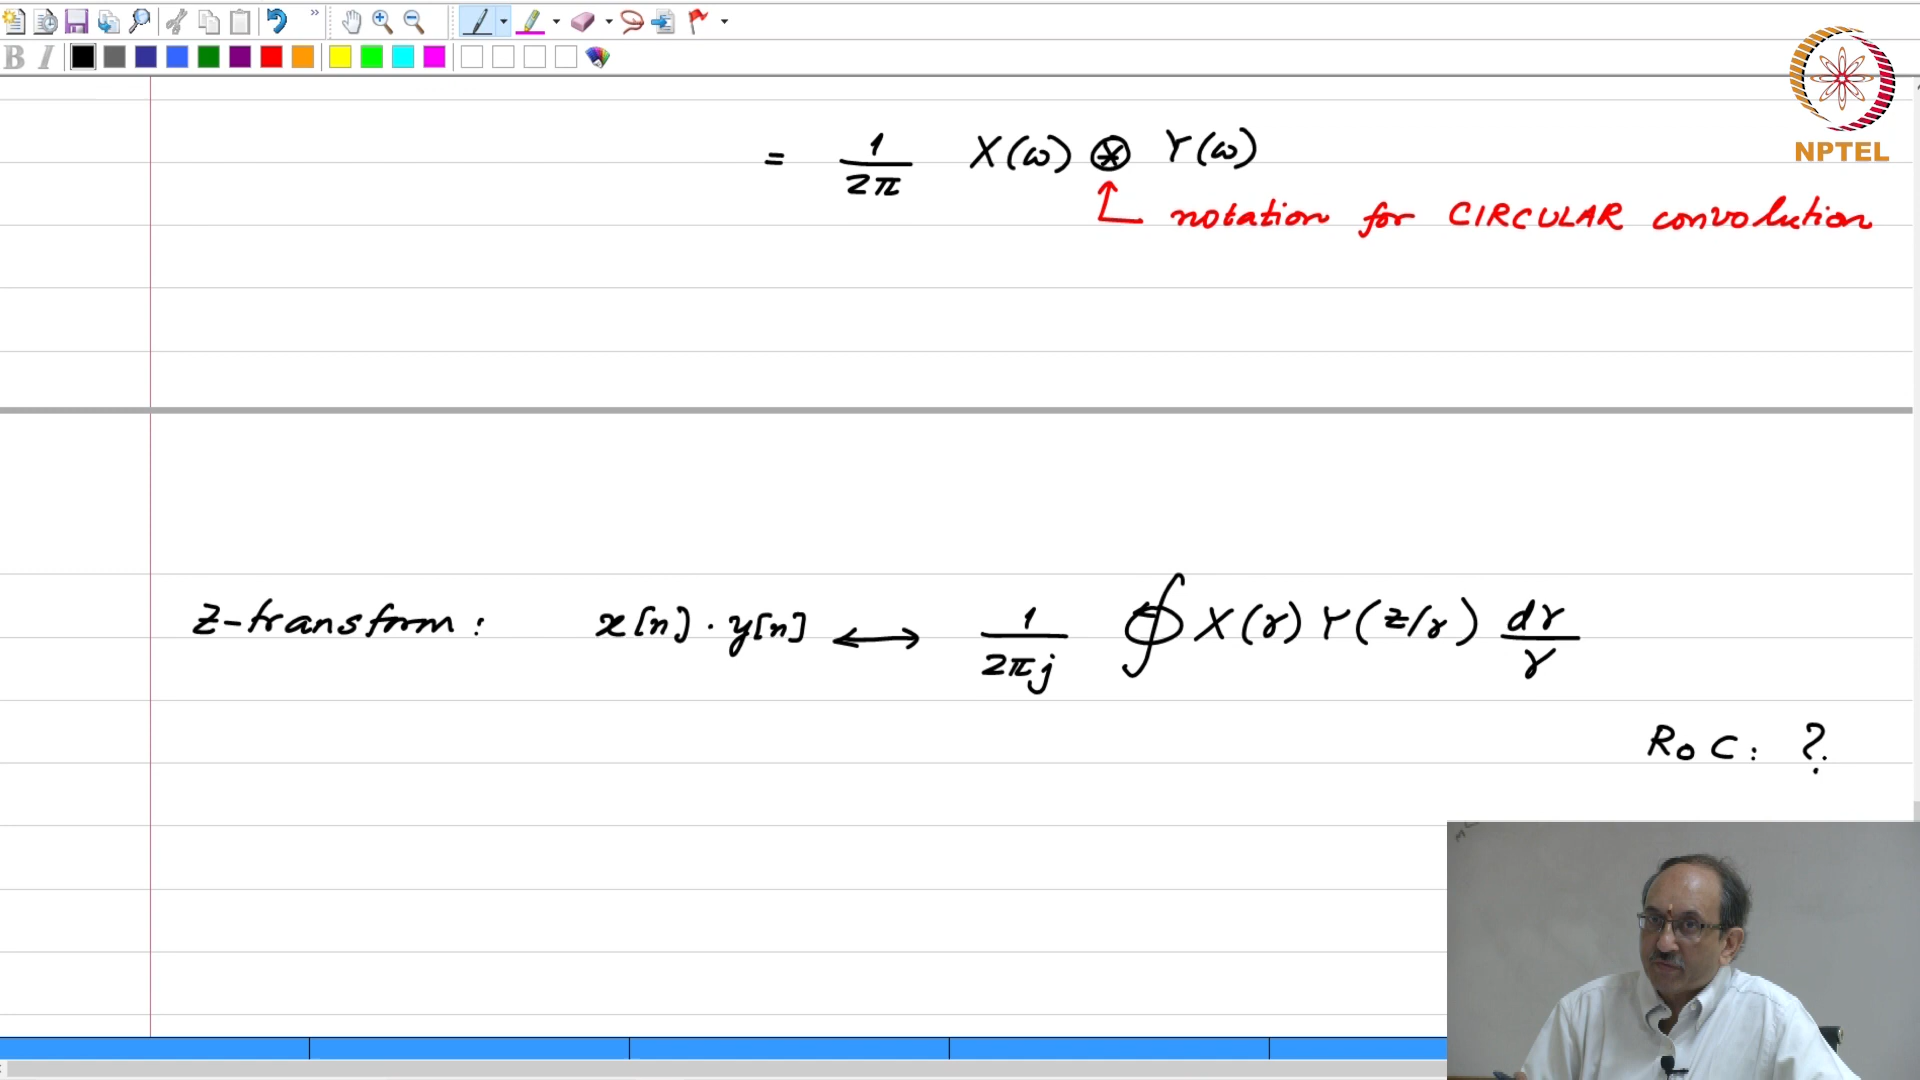 B I
NPTEL
= 1/2π X(ω) ⊛ Y(ω)
notation for CIRCULAR convolution
Z-transform: x[n] · y[n] ⟷ 1/2πj ∮ X(γ) Y(z/γ) dγ/γ
RoC: ?